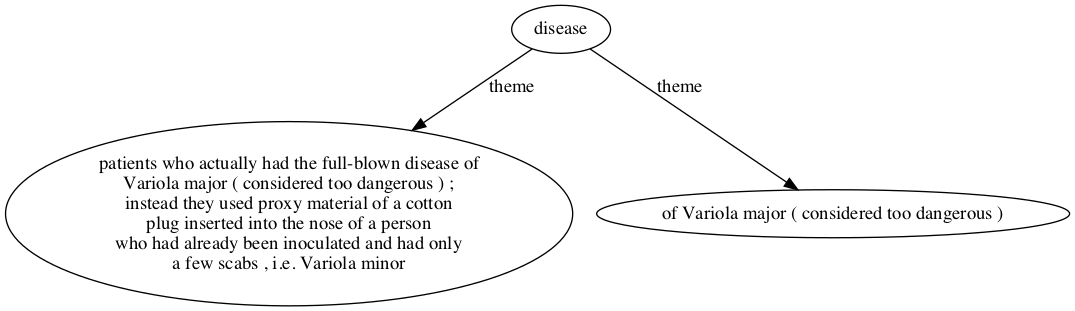 disease
theme
theme
patients who actually had the full-blown disease of
Variola major ( considered too dangerous ) ;
instead they used proxy material of a cotton
plug inserted into the nose of a person
who had already been inoculated and had only
a few scabs , i.e. Variola minor
of Variola major ( considered too dangerous )